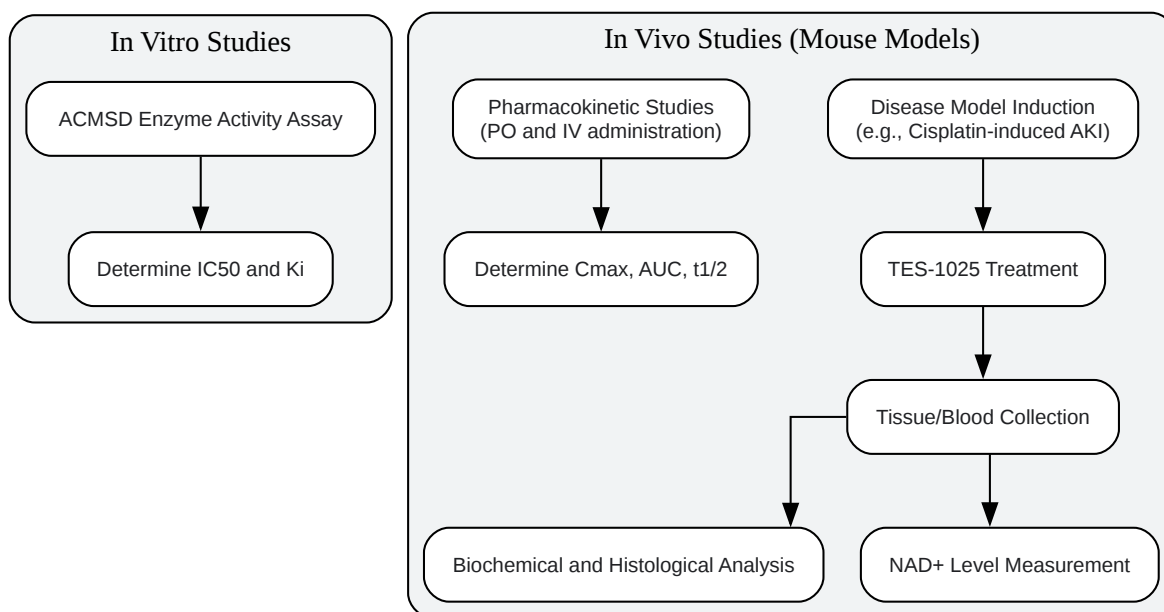 In Vitro Studies
ACMSD Enzyme Activity Assay
Determine IC50 and Ki
In Vivo Studies (Mouse Models)
Pharmacokinetic Studies
(PO and IV administration)
Determine Cmax, AUC, t1/2
Disease Model Induction
(e.g., Cisplatin-induced AKI)
TES-1025 Treatment
Tissue/Blood Collection
Biochemical and Histological Analysis
NAD+ Level Measurement